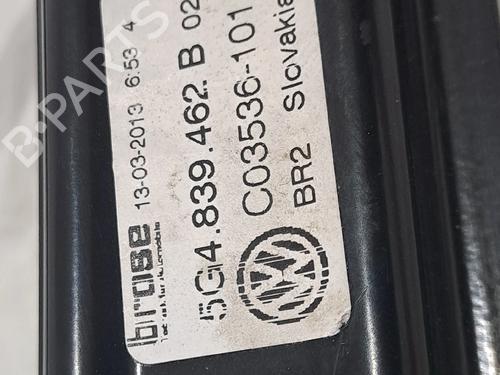 brose 13-03-2013 6:53 4
5G4.839.462.B 02
C03536-101
BR2 Slovakia
B-PARTS